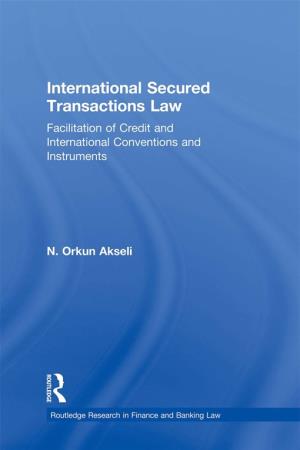 International Secured
Transactions Law
Facilitation of Credit and
International Conventions and
Instruments
N. Orkun Akseli
ROUTLEDGE
Routledge Research in Finance and Banking Law